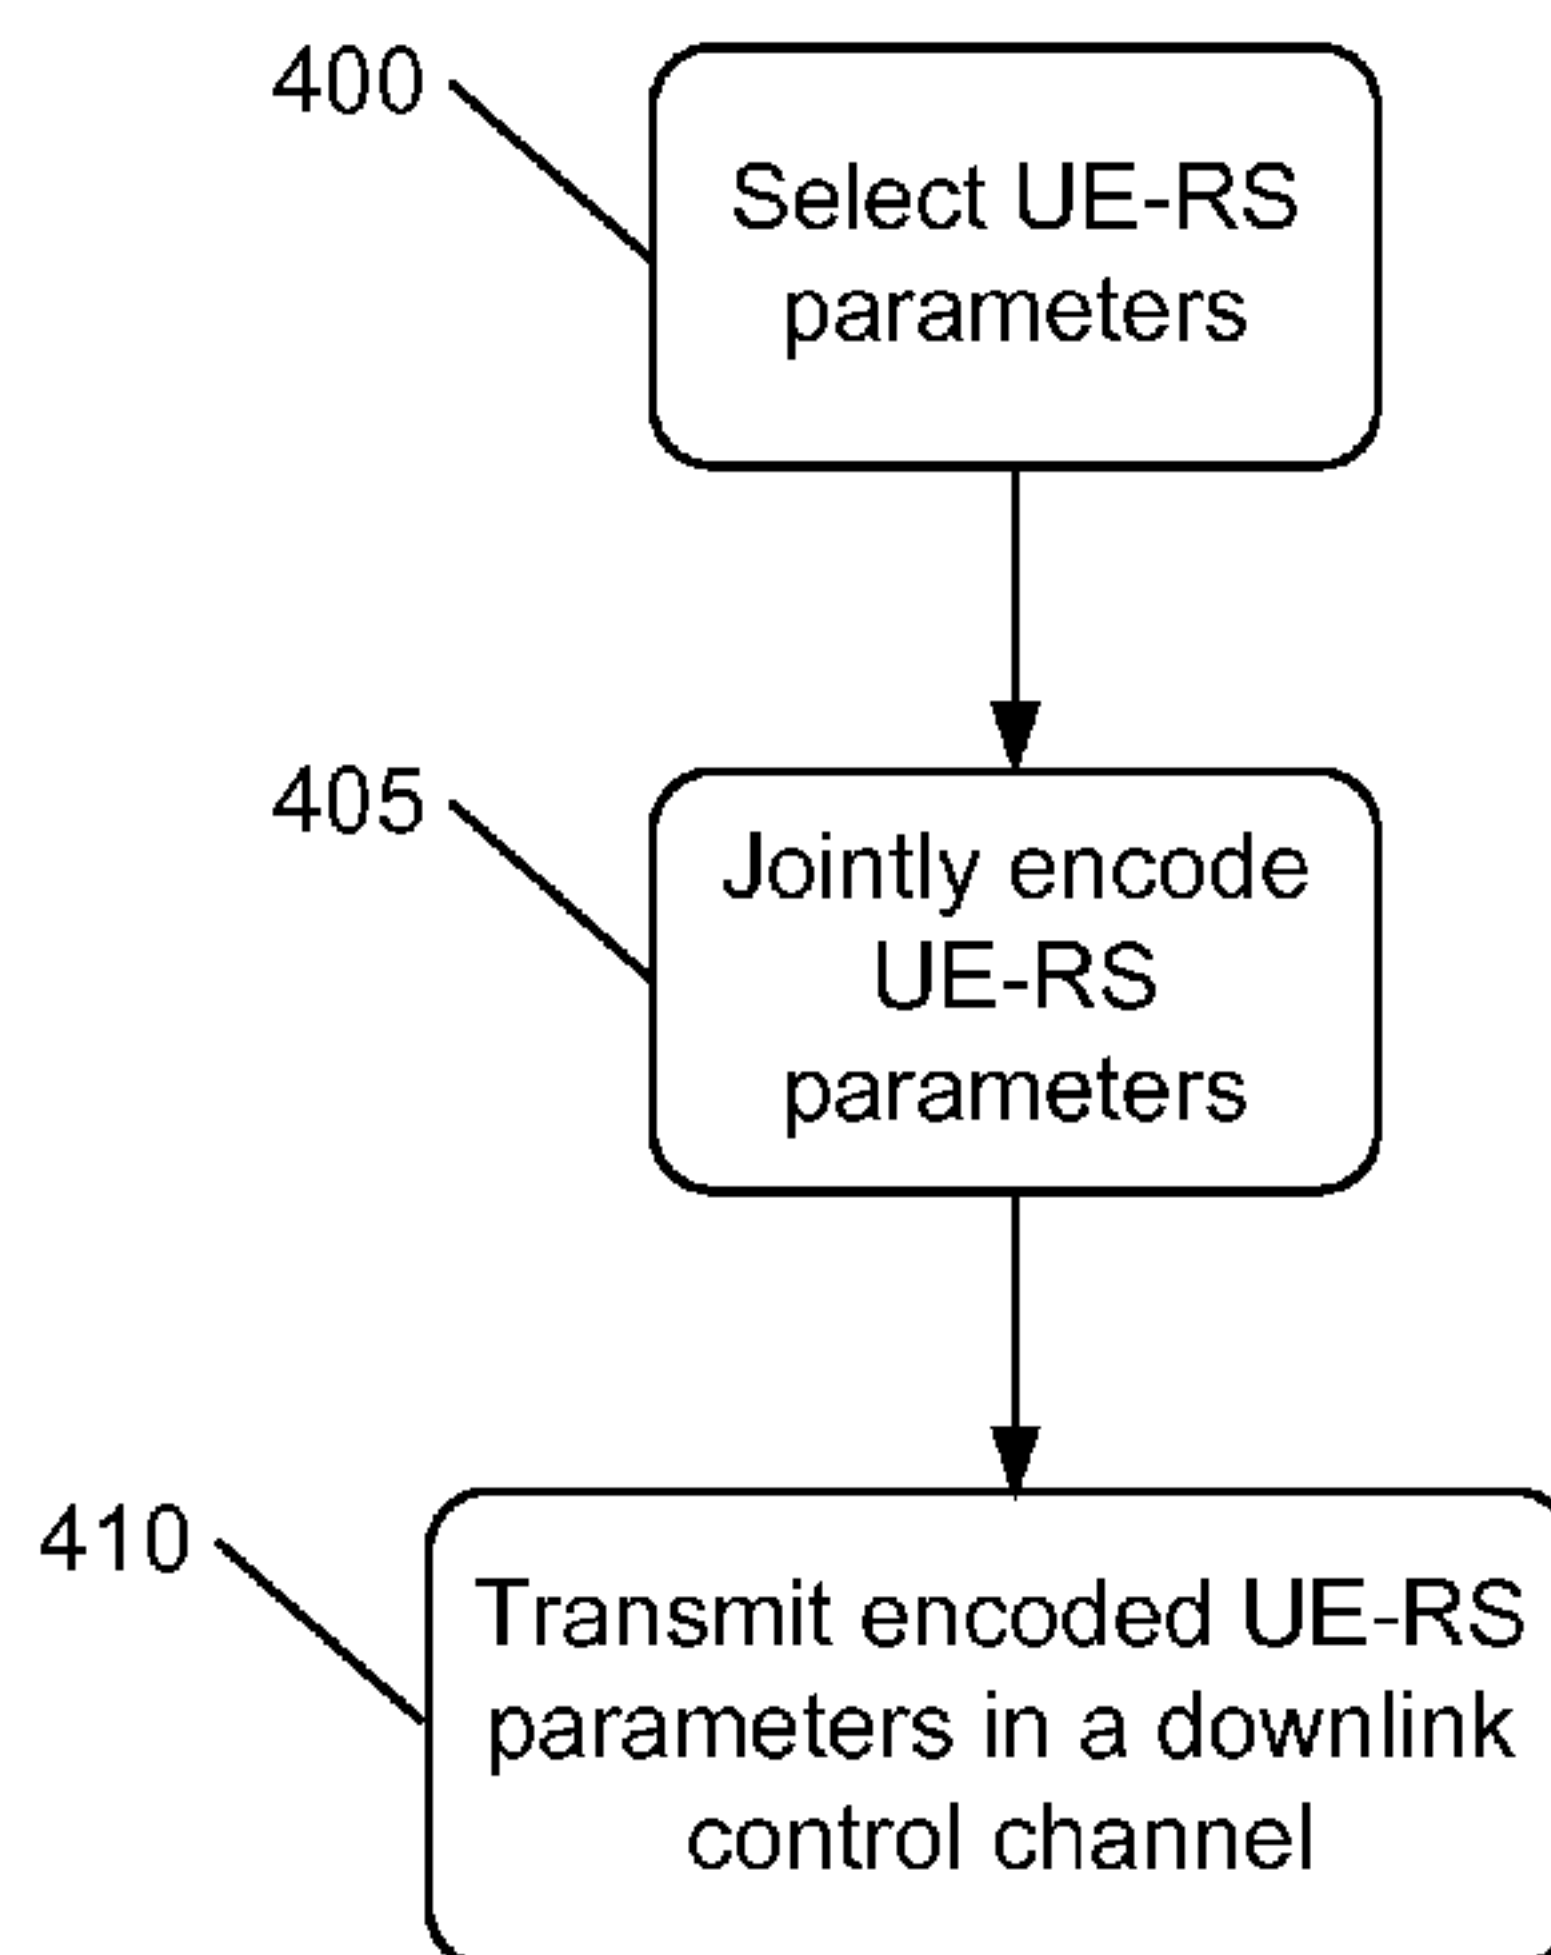 400
Select UE-RS
parameters
405
Jointly encode
UE-RS
parameters
410
Transmit encoded UE-RS
parameters in a downlink
control channel